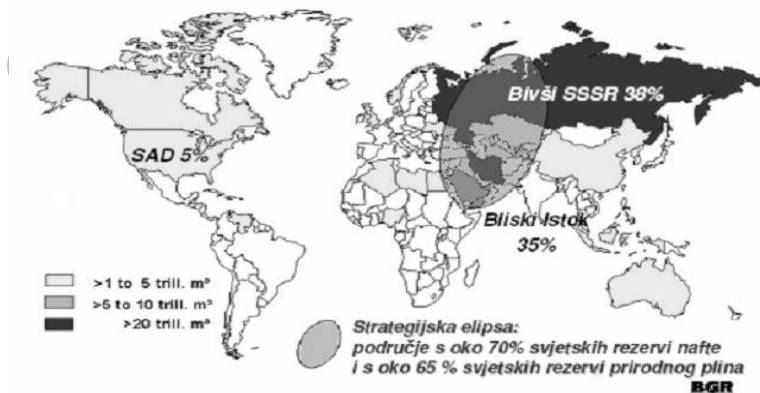 Bivši SSSR 38%
SAD 5%
Bliski Istok
35%
>1 to 5 trill. m³
>5 to 10 trill. m³
>20 trill. m³
Strategijska elipsa:
područje s oko 70% svjetskih rezervi nafte
i s oko 65 % svjetskih rezervi prirodnog plina
BGR